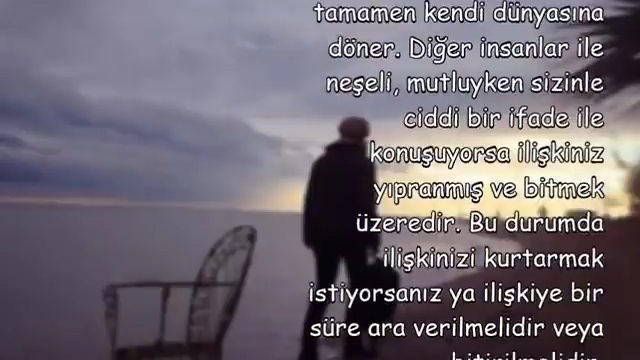 tamamen kendi dünyasına
döner. Diğer insanlar ile
neşeli, mutluyken sizinle
ciddi bir ifade ile
konuşuyorsa ilişkiniz
yıpranmış ve bitmek
üzeredir. Bu durumda
ilişkinizi kurtarmak
istiyorsanız ya ilişkiye bir
süre ara verilmelidir veya
bitirilmelidir.